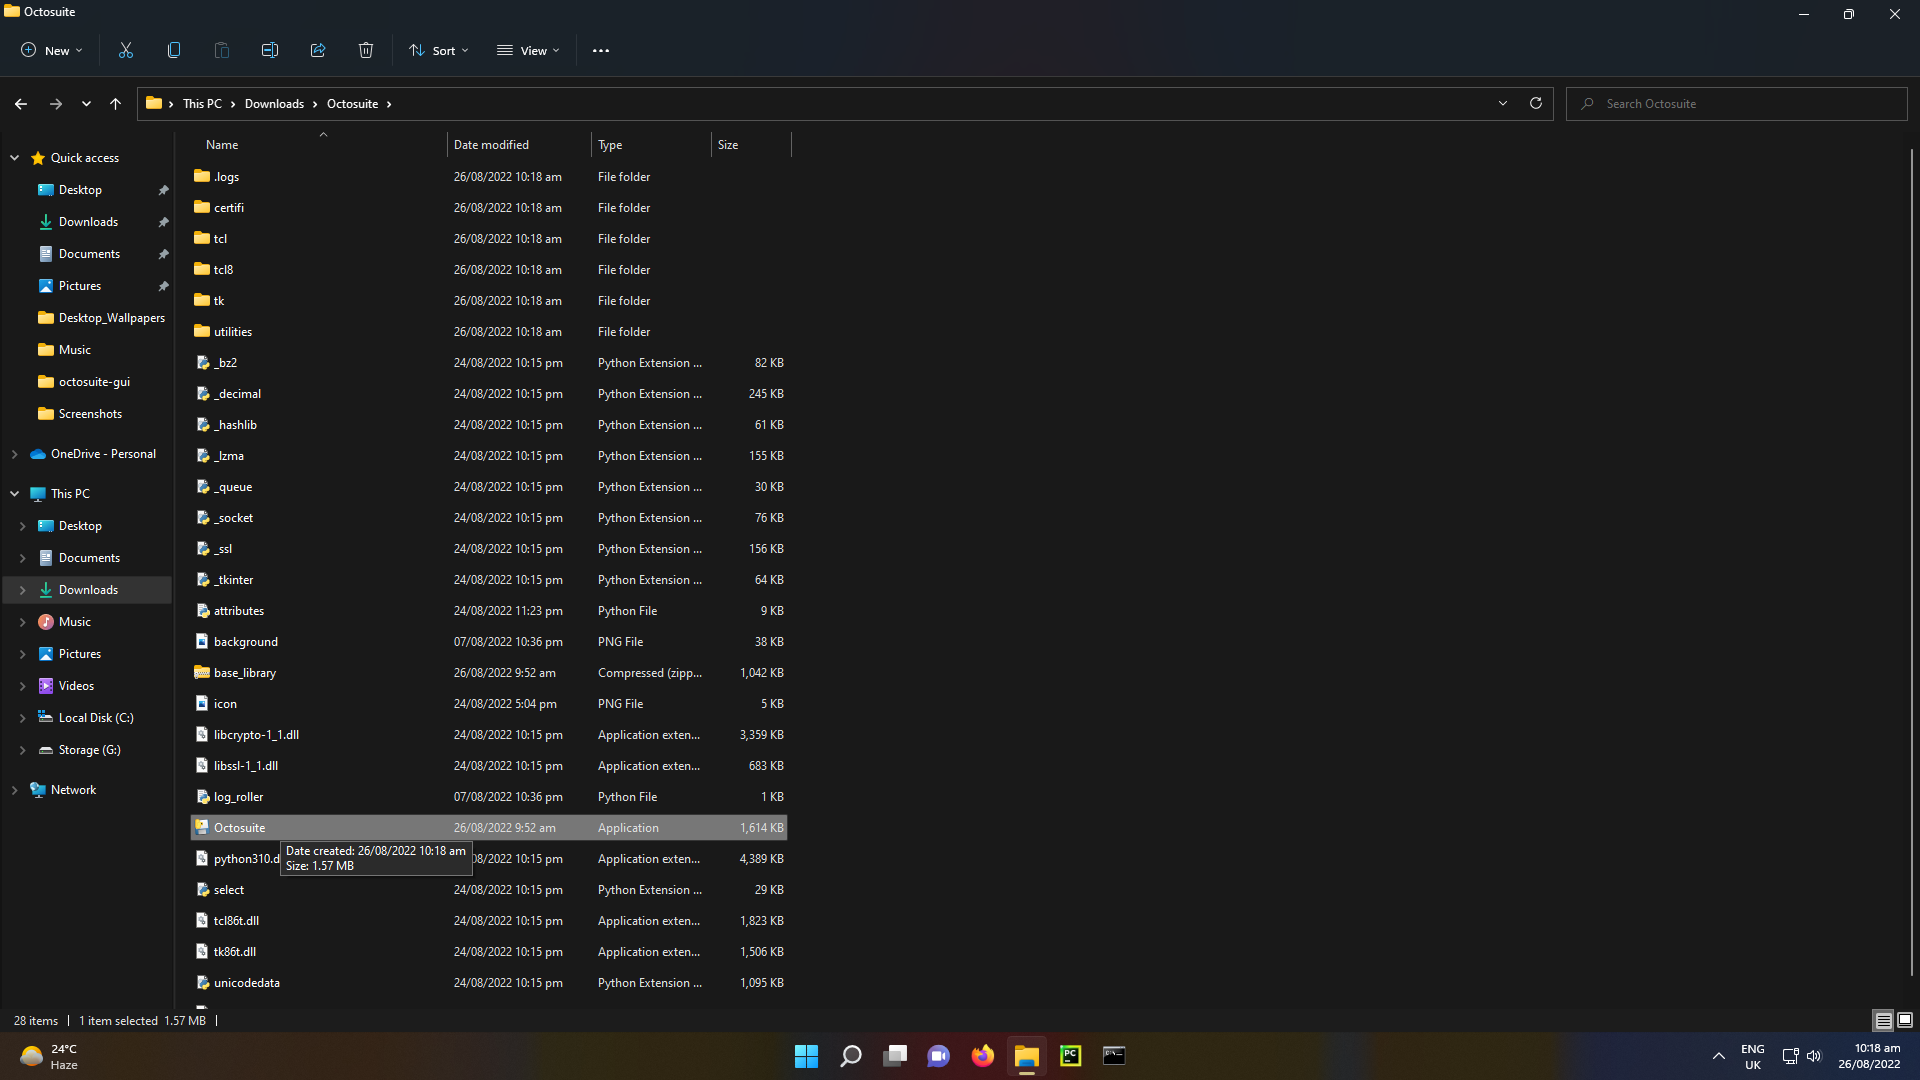 Octosuite
New
Sort
View
This PC > Downloads > Octosuite >
Search Octosuite
Name Date modified Type Size
Quick access
Desktop
Downloads
Documents
Pictures
Desktop_Wallpapers
Music
octosuite-gui
Screenshots
OneDrive - Personal
This PC
Desktop
Documents
Downloads
Music
Pictures
Videos
Local Disk (C:)
Storage (G:)
Network
.logs 26/08/2022 10:18 am File folder
certifi 26/08/2022 10:18 am File folder
tcl 26/08/2022 10:18 am File folder
tcl8 26/08/2022 10:18 am File folder
tk 26/08/2022 10:18 am File folder
utilities 26/08/2022 10:18 am File folder
_bz2 24/08/2022 10:15 pm Python Extension ... 82 KB
_decimal 24/08/2022 10:15 pm Python Extension ... 245 KB
_hashlib 24/08/2022 10:15 pm Python Extension ... 61 KB
_lzma 24/08/2022 10:15 pm Python Extension ... 155 KB
_queue 24/08/2022 10:15 pm Python Extension ... 30 KB
_socket 24/08/2022 10:15 pm Python Extension ... 76 KB
_ssl 24/08/2022 10:15 pm Python Extension ... 156 KB
_tkinter 24/08/2022 10:15 pm Python Extension ... 64 KB
attributes 24/08/2022 11:23 pm Python File 9 KB
background 07/08/2022 10:36 pm PNG File 38 KB
base_library 26/08/2022 9:52 am Compressed (zipp... 1,042 KB
icon 24/08/2022 5:04 pm PNG File 5 KB
libcrypto-1_1.dll 24/08/2022 10:15 pm Application exten... 3,359 KB
libssl-1_1.dll 24/08/2022 10:15 pm Application exten... 683 KB
log_roller 07/08/2022 10:36 pm Python File 1 KB
Octosuite 26/08/2022 9:52 am Application 1,614 KB
Date created: 26/08/2022 10:18 am
Size: 1.57 MB
python310.d 08/2022 10:15 pm Application exten... 4,389 KB
select 24/08/2022 10:15 pm Python Extension ... 29 KB
tcl86t.dll 24/08/2022 10:15 pm Application exten... 1,823 KB
tk86t.dll 24/08/2022 10:15 pm Application exten... 1,506 KB
unicodedata 24/08/2022 10:15 pm Python Extension ... 1,095 KB
28 items | 1 item selected 1.57 MB |
24°C
Haze
PC
ENG
UK
10:18 am
26/08/2022